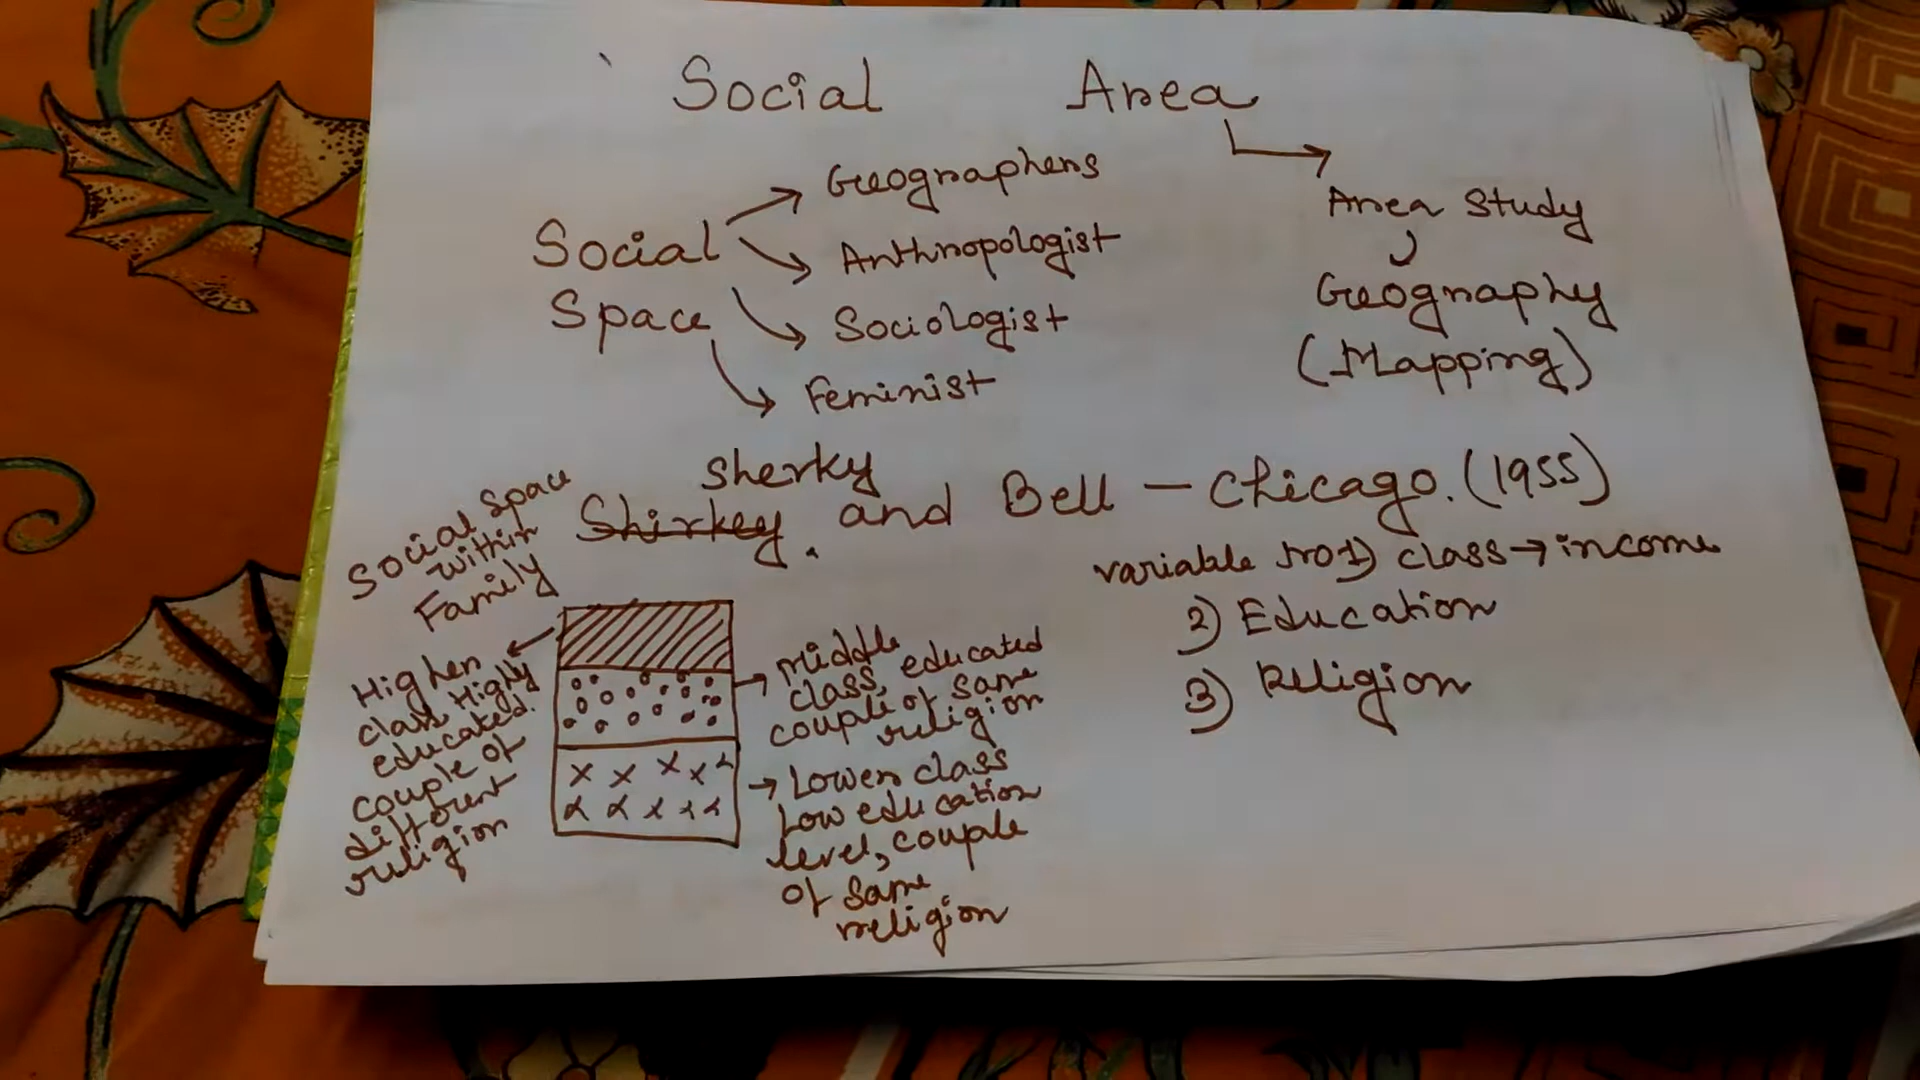 Social Area
Social
Space
Geographers
Anthropologist
Sociologist
Feminist
Area Study
Geography
(Mapping)
Sherky
Shirkey and Bell - Chicago. (1955)
variable No 1) class → income
2) Education
3) Religion
Social Space
within
Family
Higher
class, Higly
educated.
couple of
different
religion
Middle
class, educated
couple of same
religion
Lower class
Low education
level, couple
of same
religion